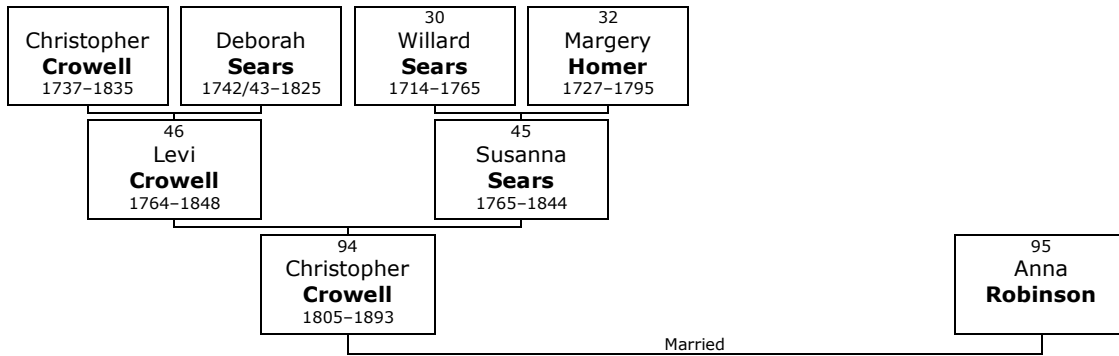 Christopher
Crowell
1737–1835
Deborah
Sears
1742/43–1825
30
Willard
Sears
1714–1765
32
Margery
Homer
1727–1795
46
Levi
Crowell
1764–1848
45
Susanna
Sears
1765–1844
94
Christopher
Crowell
1805–1893
95
Anna
Robinson
Married